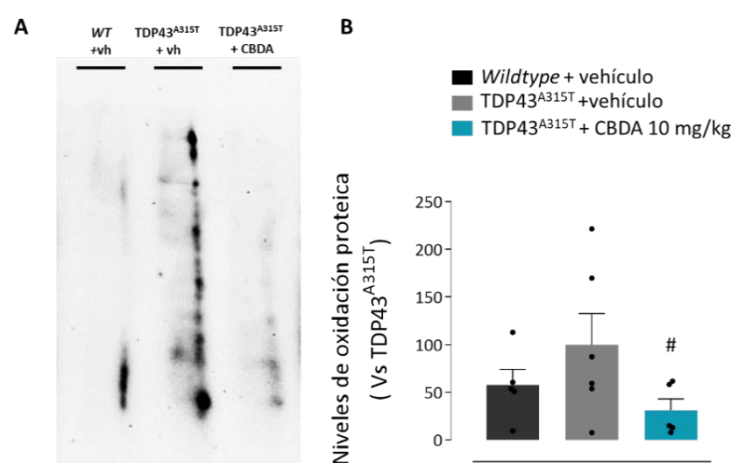 A
WT
+vh
TDP43A315T
+ vh
TDP43A315T
+ CBDA
B
Wildtype + vehículo
TDP43A315T +vehículo
TDP43A315T + CBDA 10 mg/kg
Niveles de oxidación proteica
( Vs TDP43A315T )
250
200
150
100
50
0
#